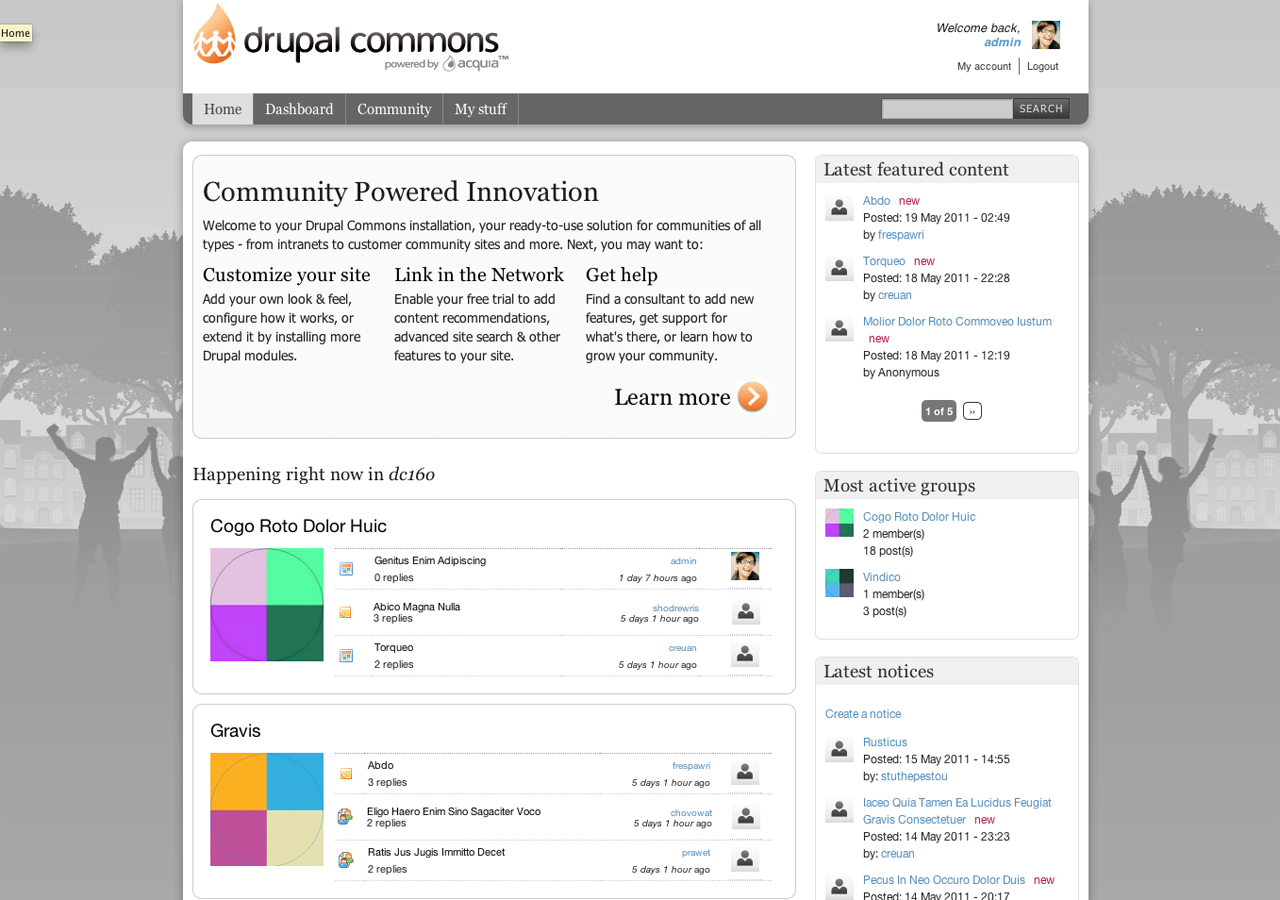 Home
drupal commons
powered by acquia™
Welcome back,
admin
My account
Logout
Home
Dashboard
Community
My stuff
SEARCH
Community Powered Innovation
Welcome to your Drupal Commons installation, your ready-to-use solution for communities of all
types - from intranets to customer community sites and more. Next, you may want to:
Customize your site
Add your own look & feel,
configure how it works, or
extend it by installing more
Drupal modules.
Link in the Network
Enable your free trial to add
content recommendations,
advanced site search & other
features to your site.
Get help
Find a consultant to add new
features, get support for
what's there, or learn how to
grow your community.
Learn more
Happening right now in dc160
Cogo Roto Dolor Huic
Genitus Enim Adipiscing
0 replies
admin
1 day 7 hours ago
Abico Magna Nulla
3 replies
shodrewris
5 days 1 hour ago
Torqueo
2 replies
creuan
5 days 1 hour ago
Gravis
Abdo
3 replies
frespawri
5 days 1 hour ago
Eligo Haero Enim Sino Sagaciter Voco
2 replies
chovowat
5 days 1 hour ago
Ratis Jus Jugis Immitto Decet
2 replies
prawet
5 days 1 hour ago
Latest featured content
Abdo new
Posted: 19 May 2011 - 02:49
by frespawri
Torqueo new
Posted: 18 May 2011 - 22:28
by creuan
Molior Dolor Roto Commoveo Iustum
new
Posted: 18 May 2011 - 12:19
by Anonymous
1 of 5 ››
Most active groups
Cogo Roto Dolor Huic
2 member(s)
18 post(s)
Vindico
1 member(s)
3 post(s)
Latest notices
Create a notice
Rusticus
Posted: 15 May 2011 - 14:55
by: stuthepestou
Iaceo Quia Tamen Ea Lucidus Feugiat
Gravis Consectetuer new
Posted: 14 May 2011 - 23:23
by: creuan
Pecus In Neo Occuro Dolor Duis new
Posted: 14 May 2011 - 20:17